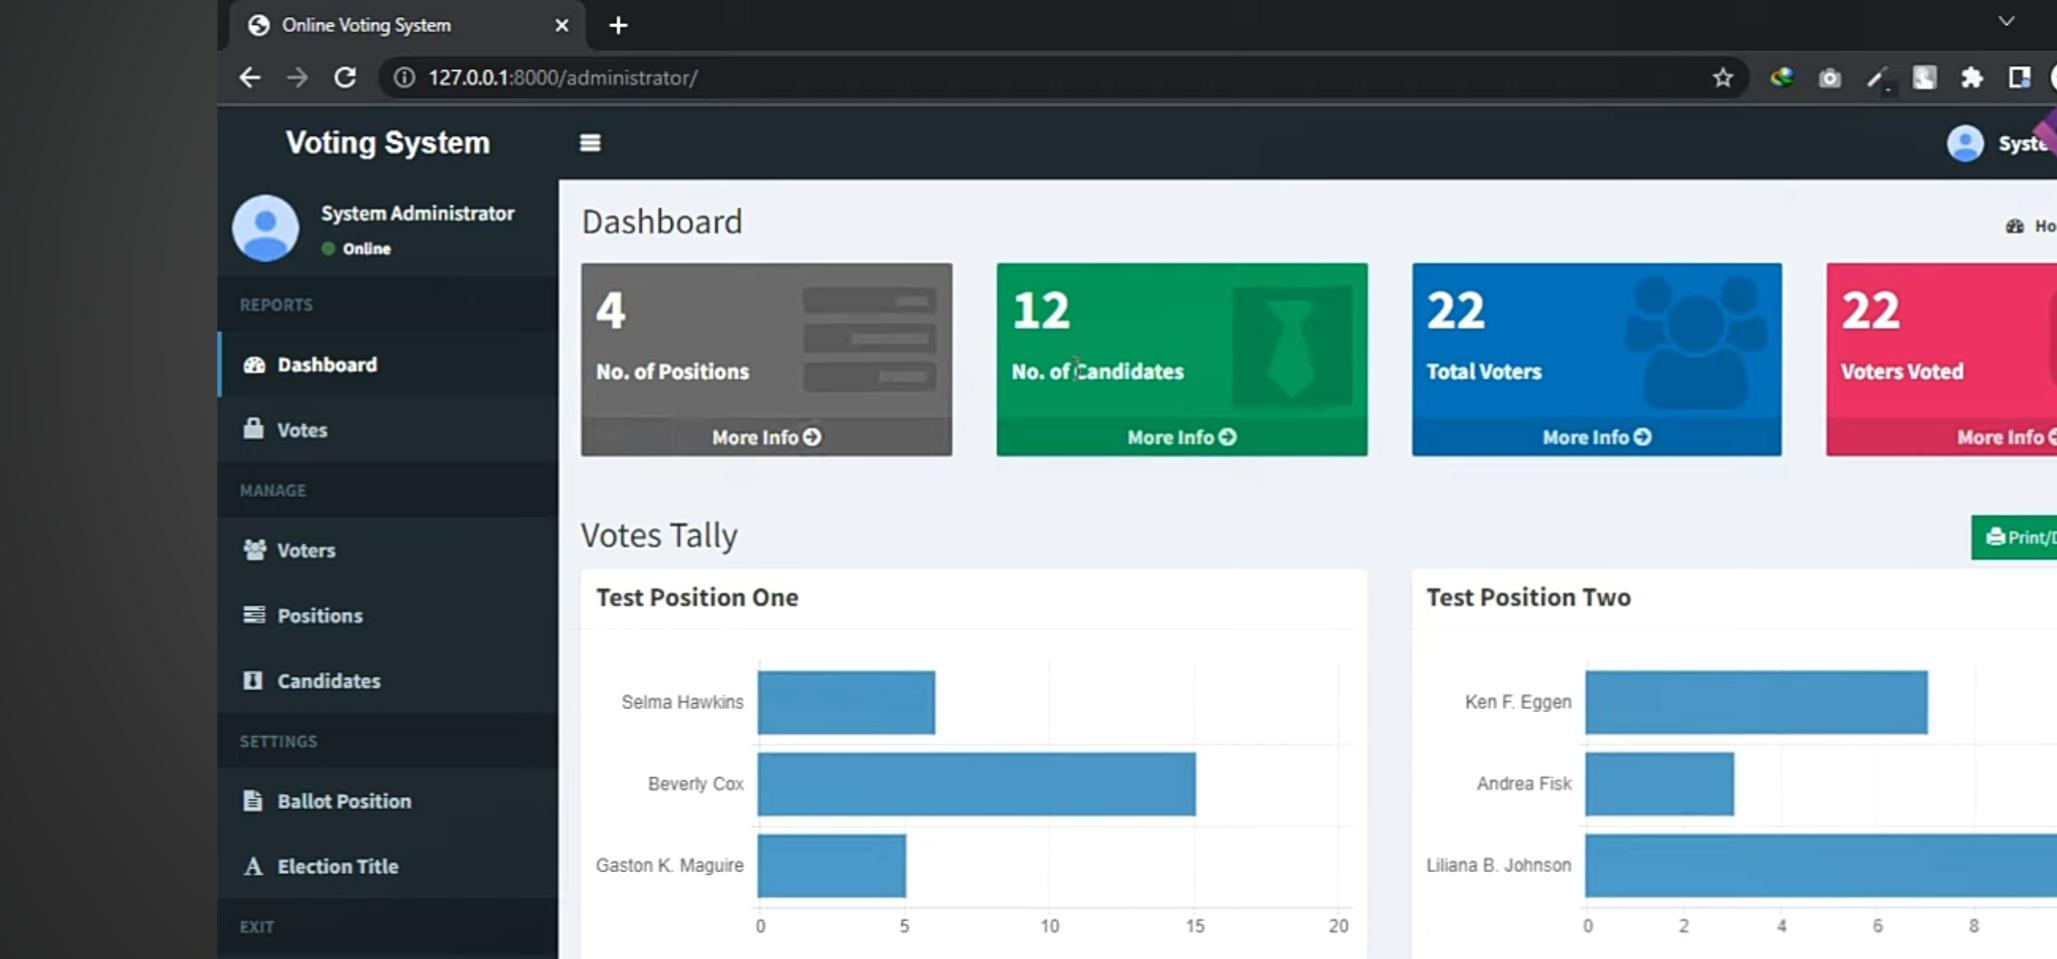 Online Voting System
127.0.0.1:8000/administrator/
Voting System
System Administrator
Online
REPORTS
Dashboard
Votes
MANAGE
Voters
Positions
Candidates
SETTINGS
Ballot Position
Election Title
EXIT
Dashboard
4
No. of Positions
More Info
12
No. of Candidates
More Info
22
Total Voters
More Info
22
Voters Voted
More Info
Votes Tally
Print/
Test Position One
Selma Hawkins
Beverly Cox
Gaston K. Maguire
0 5 10 15 20
Test Position Two
Ken F. Eggen
Andrea Fisk
Liliana B. Johnson
0 2 4 6 8